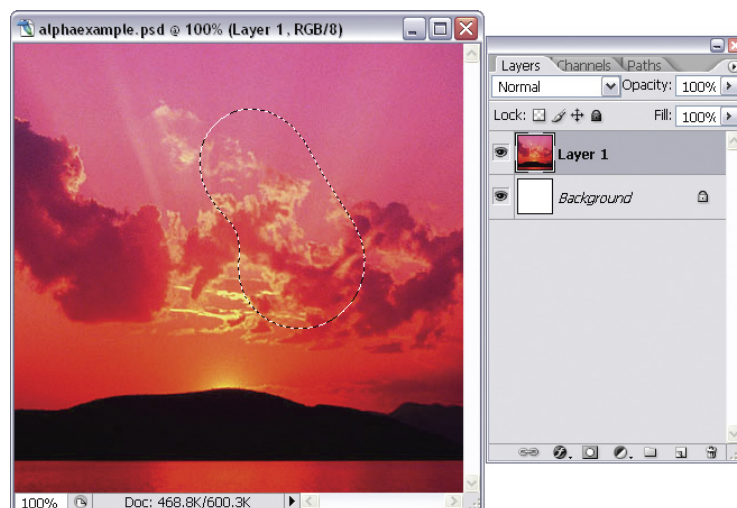 alphaexample.psd @ 100% (Layer 1, RGB/8)
Layers Channels Paths
Normal Opacity: 100%
Lock: Fill: 100%
Layer 1
Background
100% Doc: 468.8K/600.3K